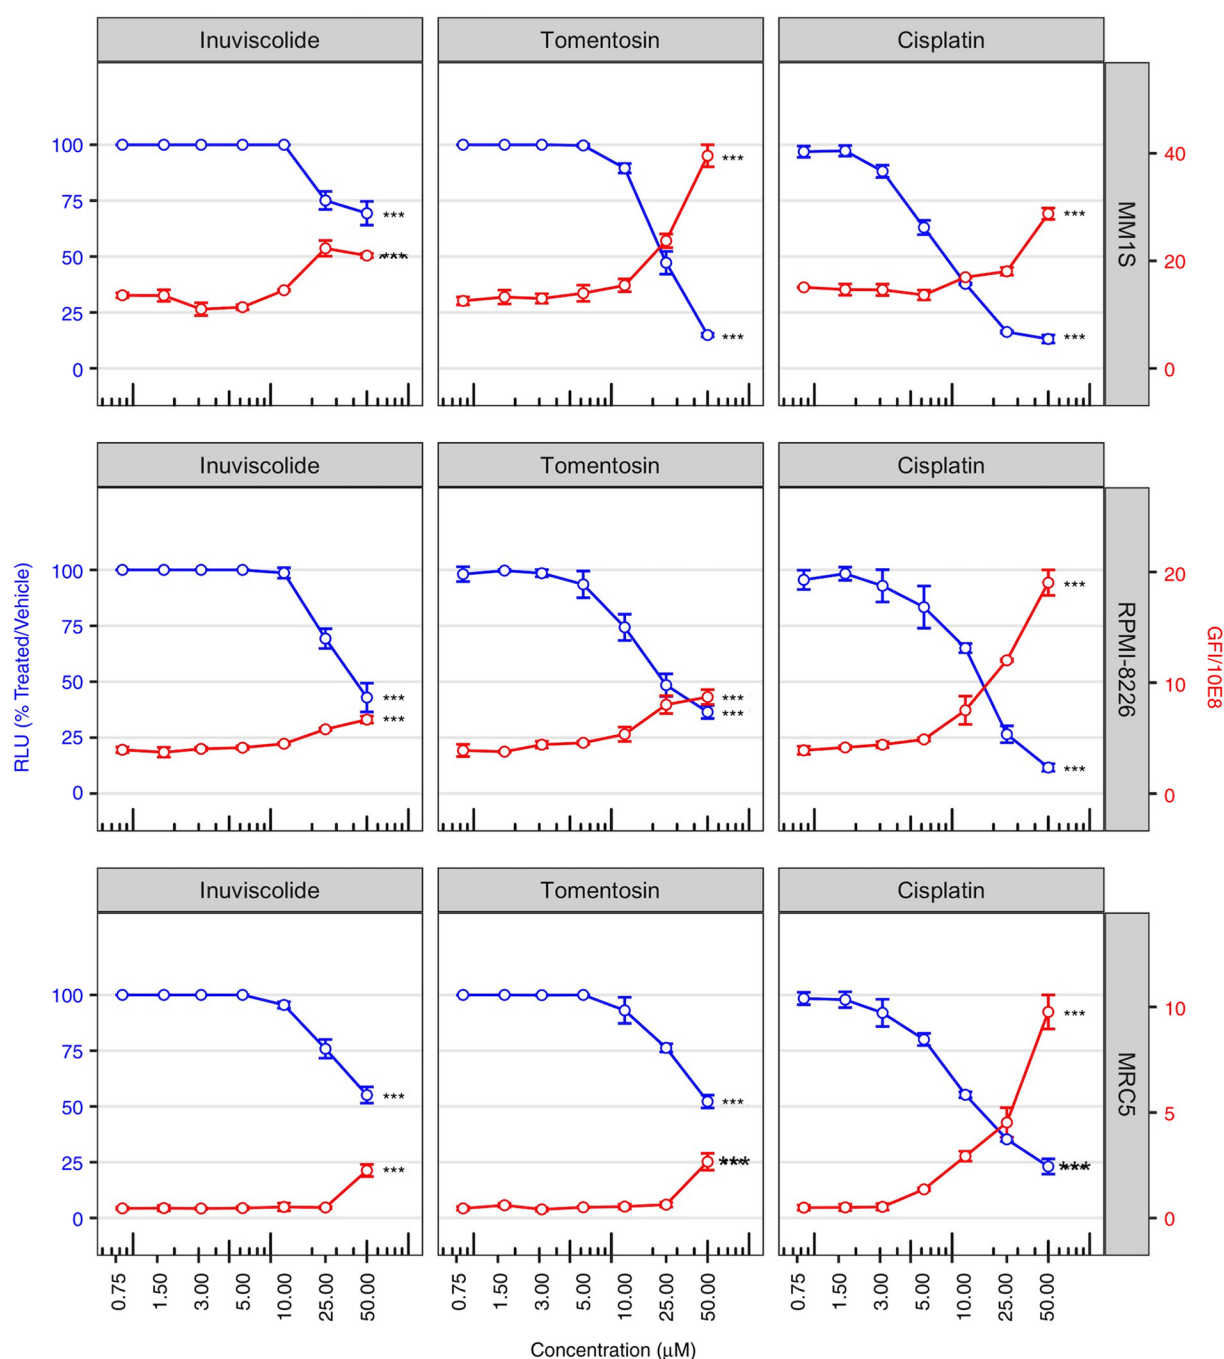 Inuviscolide Tomentosin Cisplatin
100 75 50 25 0
*** *** *** *** *** ***
40 20 0
MM1S
Inuviscolide Tomentosin Cisplatin
100 75 50 25 0
*** *** *** *** *** ***
20 10 0
RPMI-8226
RLU (% Treated/Vehicle)
GFI/10E8
Inuviscolide Tomentosin Cisplatin
100 75 50 25 0
*** *** *** *** *** ***
10 5 0
MRC5
0.75 1.50 3.00 5.00 10.00 25.00 50.00 0.75 1.50 3.00 5.00 10.00 25.00 50.00 0.75 1.50 3.00 5.00 10.00 25.00 50.00
Concentration (μM)